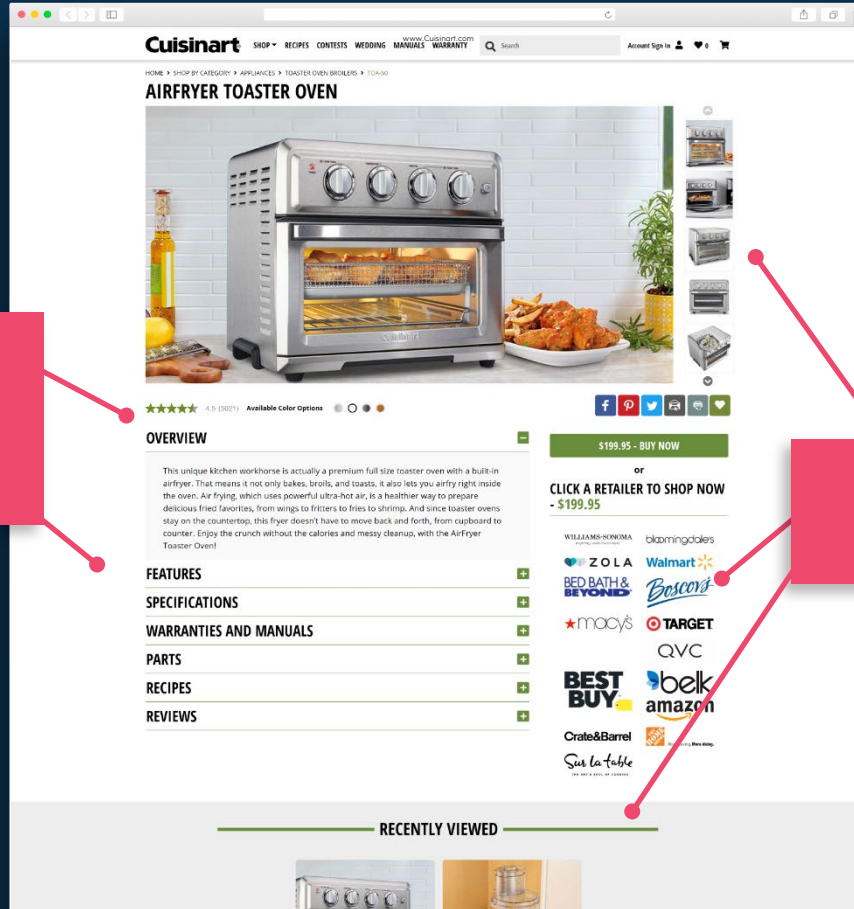 www.Cuisinart.com
Cuisinart SHOP RECIPES CONTESTS WEDDING MANUALS WARRANTY Search Account Sign In 0
HOME > SHOP BY CATEGORY > APPLIANCES > TOASTER OVEN BROILERS > TOA-60
AIRFRYER TOASTER OVEN
Cuisinart
4.5 (3021) Available Color Options
OVERVIEW
This unique kitchen workhorse is actually a premium full size toaster oven with a built-in
airfryer. That means it not only bakes, broils, and toasts, it also lets you airfry right inside
the oven. Air frying, which uses powerful ultra-hot air, is a healthier way to prepare
delicious fried favorites, from wings to fritters to fries to shrimp. And since toaster ovens
stay on the countertop, this fryer doesn't have to move back and forth, from cupboard to
counter. Enjoy the crunch without the calories and messy cleanup, with the AirFryer
Toaster Oven!
FEATURES
SPECIFICATIONS
WARRANTIES AND MANUALS
PARTS
RECIPES
REVIEWS
$199.95 - BUY NOW
or
CLICK A RETAILER TO SHOP NOW
- $199.95
WILLIAMS-SONOMA bloomingdale's
ZOLA Walmart
BED BATH & BEYOND Boscov's
macy's TARGET
QVC
BEST BUY belk
amazon
Crate&Barrel
Sur la table
RECENTLY VIEWED